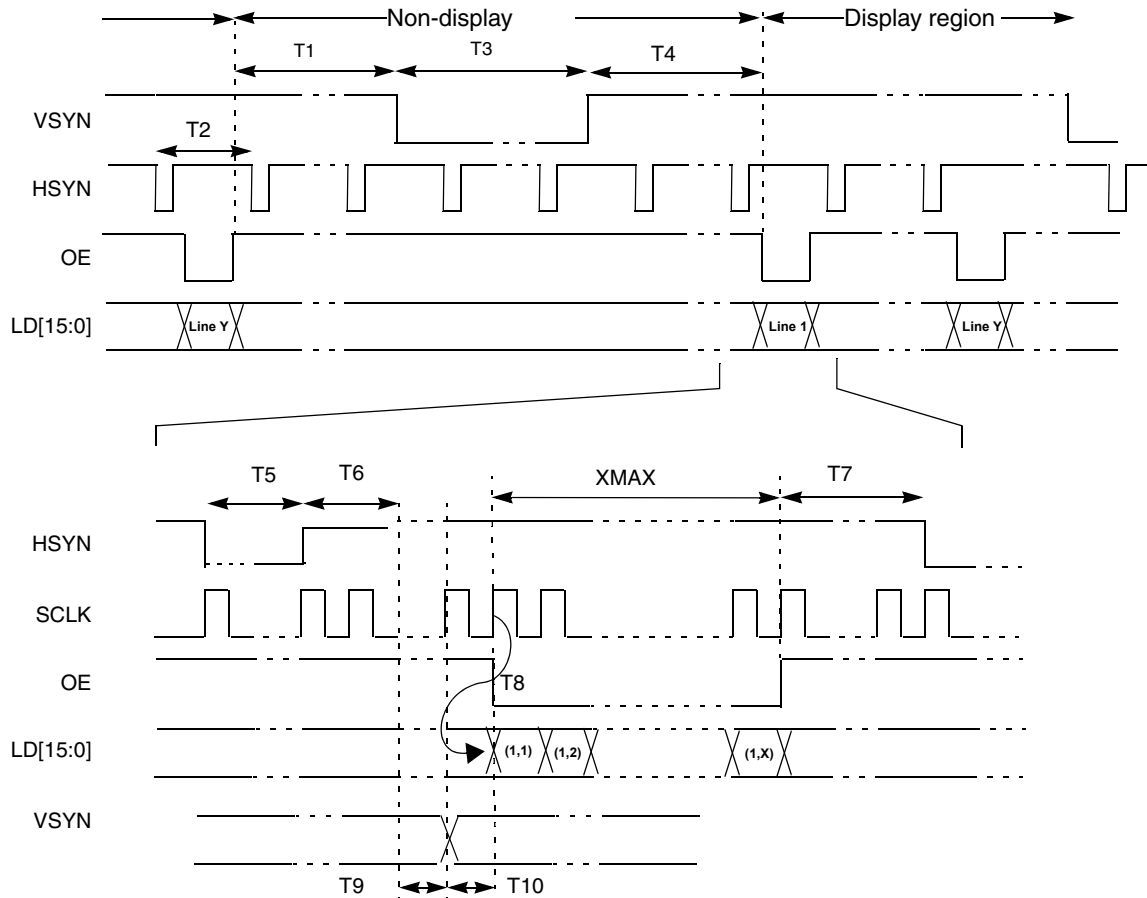 Non-display Display region
T1 T3 T4
VSYN
T2
HSYN
OE
LD[15:0] Line Y Line 1 Line Y
T5 T6 XMAX T7
HSYN
SCLK
OE T8
LD[15:0] (1,1) (1,2) (1,X)
VSYN
T9 T10